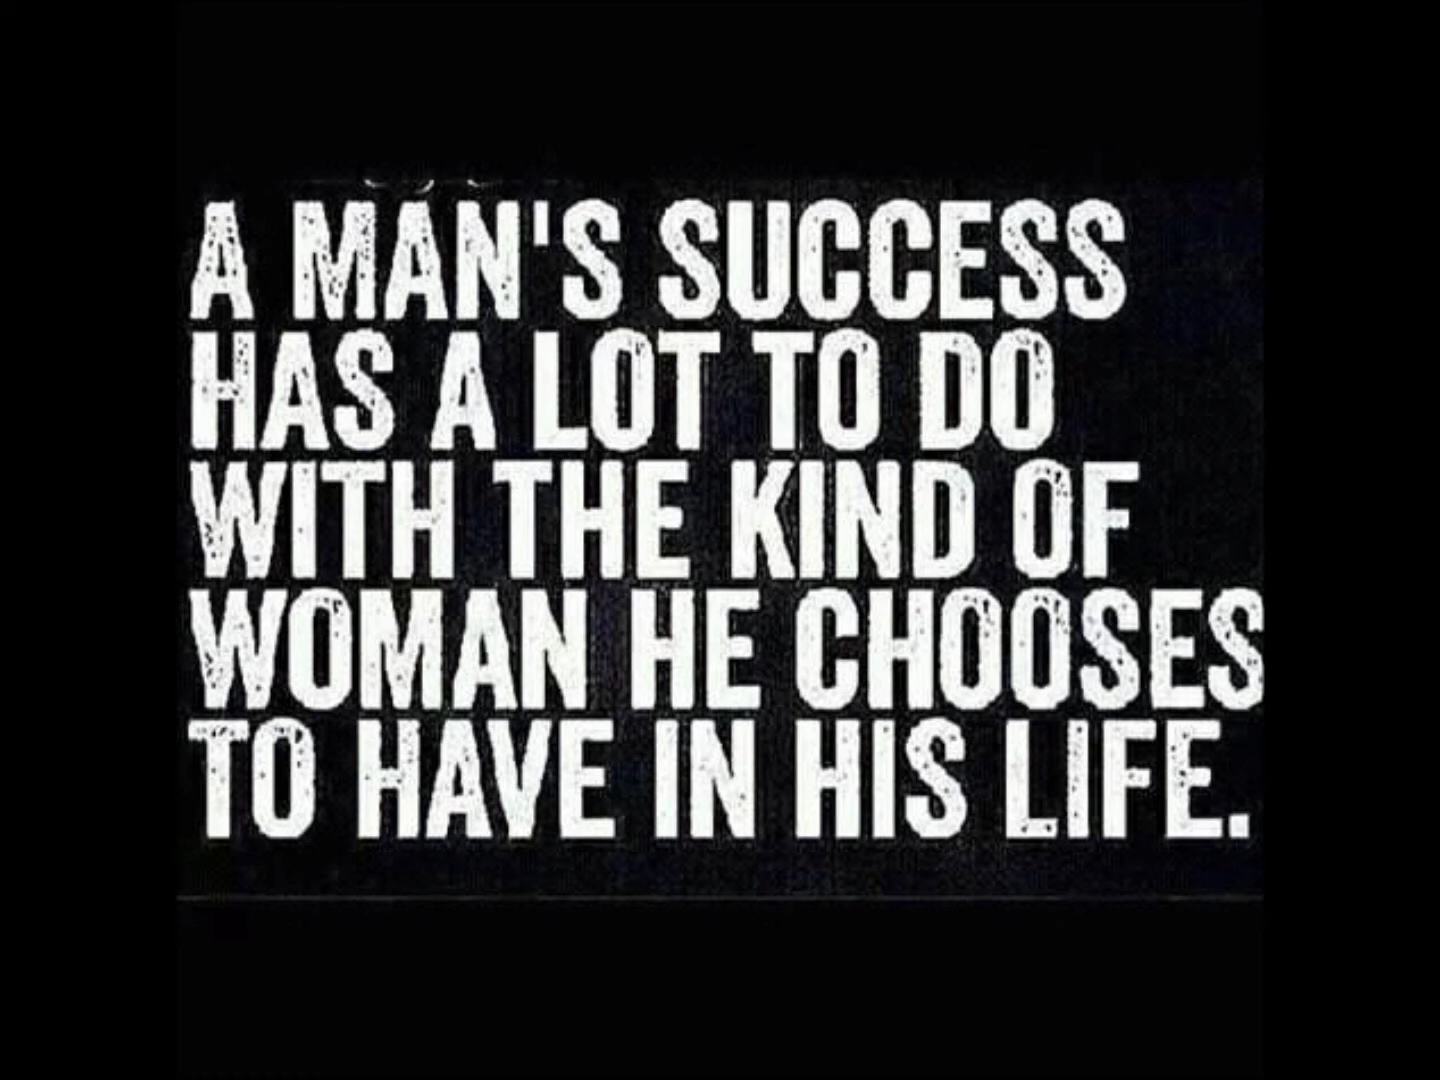 A MAN'S SUCCESS
HAS A LOT TO DO
WITH THE KIND OF
WOMAN HE CHOOSES
TO HAVE IN HIS LIFE.